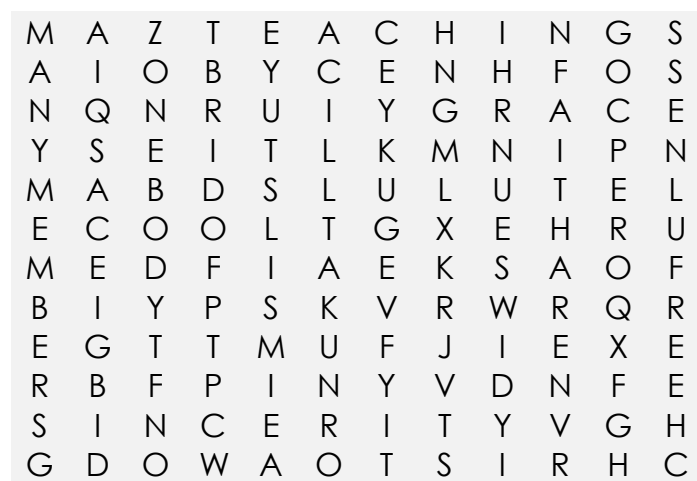 M A Z T E A C H I N G S
A I O B Y C E N H F O S
N Q N R U I Y G R A C E
Y S E I T L K M N I P N
M A B D S L U L U T E L
E C O O L T G X E H R U
M E D F I A E K S A O F
B I Y P S K V R W R Q R
E G T T M U F J I E X E
R B F P I N Y V D N F E
S I N C E R I T Y V G H
G D O W A O T S I R H C